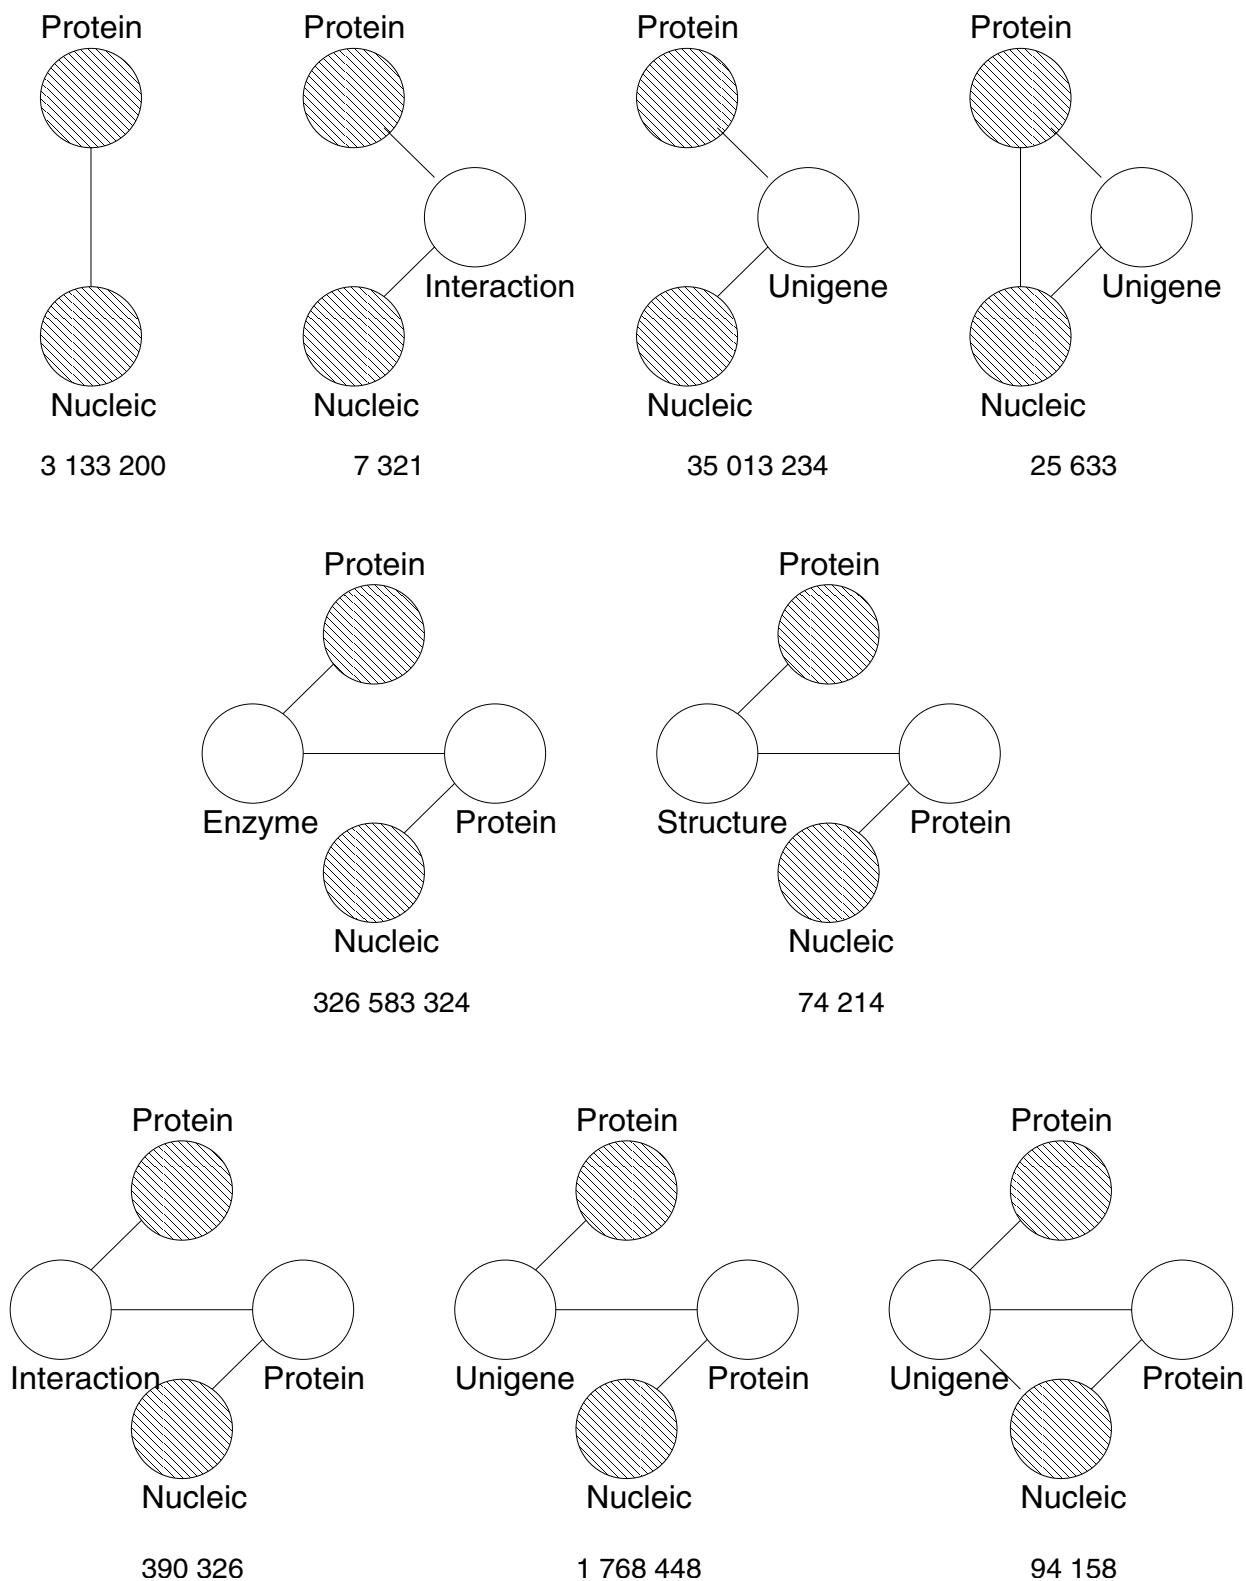 Protein Protein Protein Protein
Interaction Unigene Unigene
Nucleic Nucleic Nucleic Nucleic
3 133 200 7 321 35 013 234 25 633
Protein Protein
Enzyme Protein Structure Protein
Nucleic Nucleic
326 583 324 74 214
Protein Protein Protein
Interaction Protein Unigene Protein Unigene Protein
Nucleic Nucleic Nucleic
390 326 1 768 448 94 158